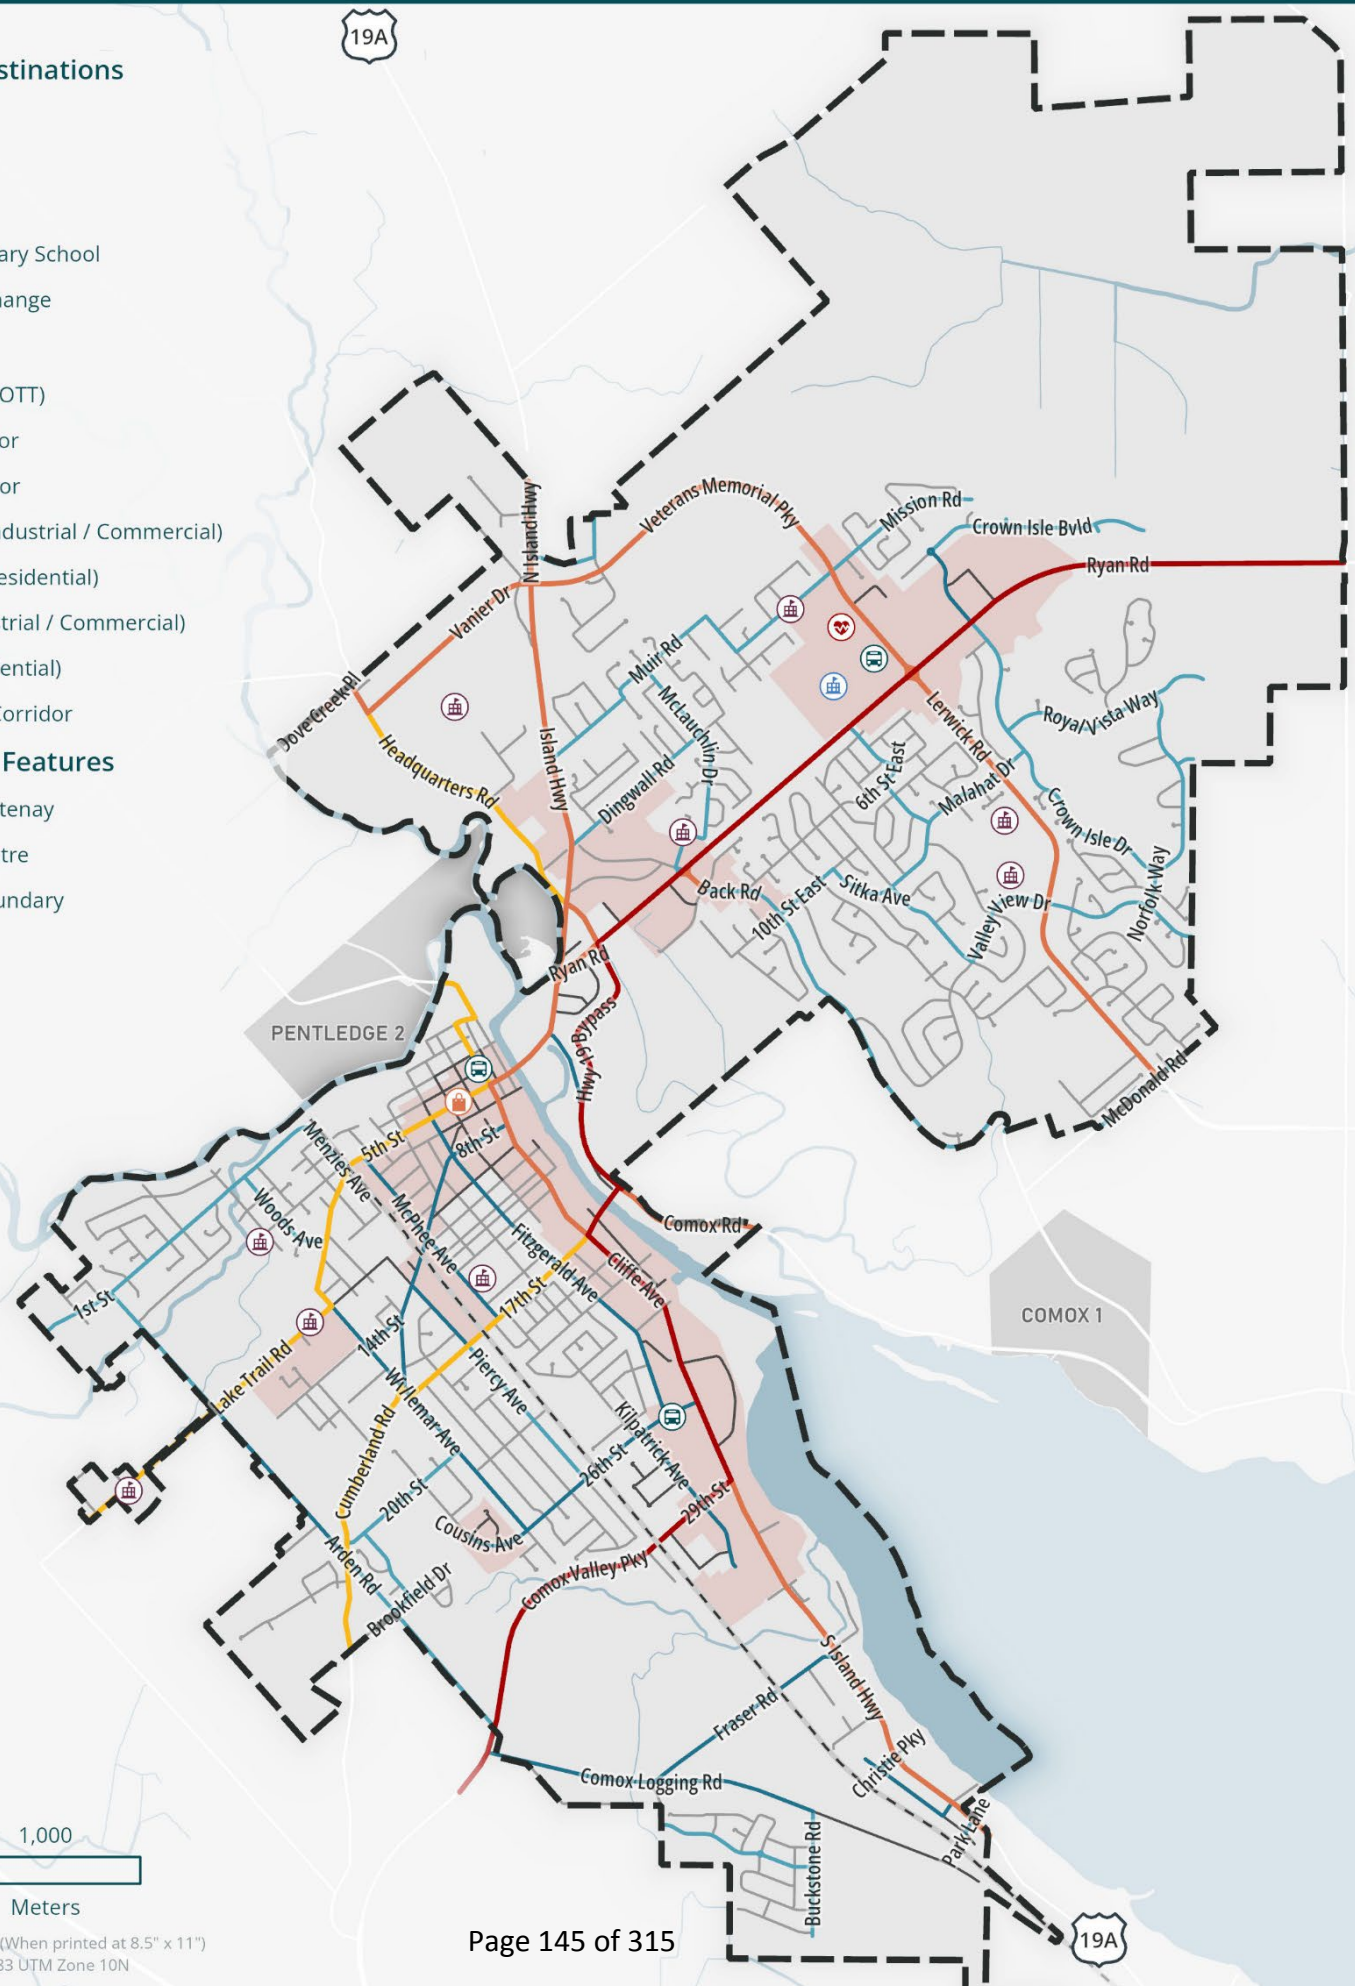 19A
stinations
ary School
hange
OTT)
or
or
ndustrial / Commercial)
esidential)
strial / Commercial)
ential)
Corridor
Features
tenay
tre
undary
N Island Hwy
Veterans Memorial Pky
Mission Rd
Crown Isle Bvld
Ryan Rd
Vanier Dr
Muir Rd
McLauchlin Dr
Dove Creek Pl
Headquarters Rd
Island Hwy
Dingwall Rd
Lerwick Rd
Royal Vista Way
6th St East
Malahat Dr
Crown Isle Dr
Back Rd
10th St East
Sitka Ave
Valley View Dr
Norfolk Way
Ryan Rd
PENTLEDGE 2
Hwy 19 Bypass
McDonald Rd
Menzies Ave
5th St
8th St
Woods Ave
McPhee Ave
Fitzgerald Ave
Comox Rd
Cliffe Ave
1st St
17th St
14th St
COMOX 1
Lake Trail Rd
Willemar Ave
Piercy Ave
Kilpatrick Ave
Cumberland Rd
26th St
20th St
29th St
Cousins Ave
Arden Rd
Comox Valley Pky
Brookfield Dr
S Island Hwy
Fraser Rd
Christie Pky
Comox Logging Rd
Park Lane
Buckstone Rd
1,000
Meters
(When printed at 8.5" x 11")
83 UTM Zone 10N
Page 145 of 315
19A